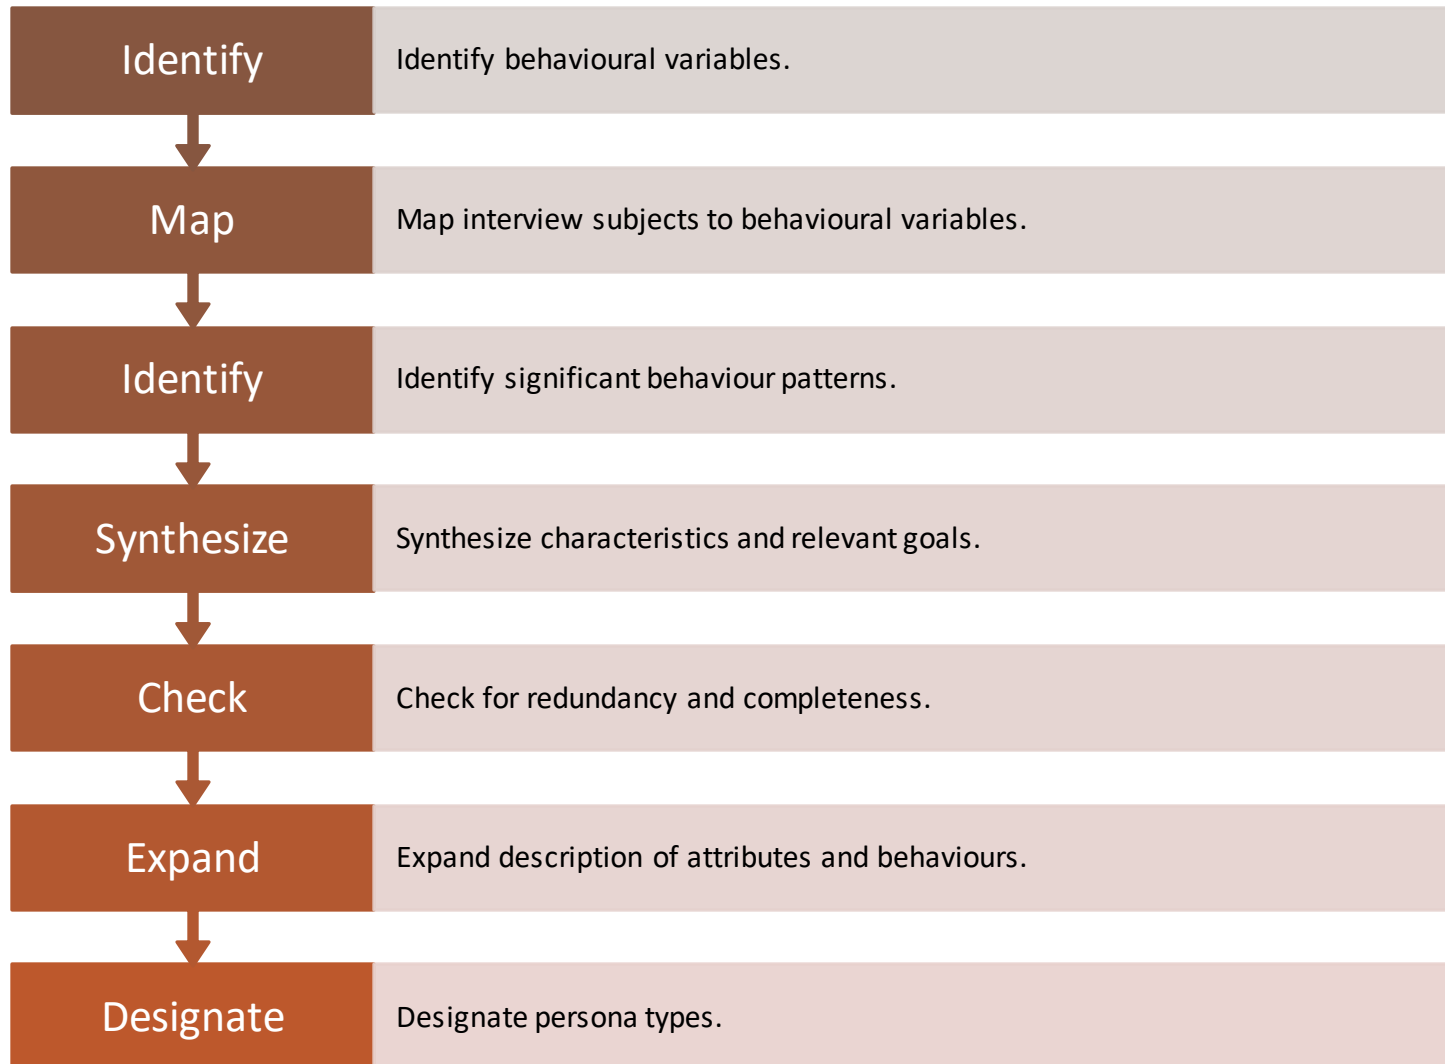 Identify
Identify behavioural variables.
Map
Map interview subjects to behavioural variables.
Identify
Identify significant behaviour patterns.
Synthesize
Synthesize characteristics and relevant goals.
Check
Check for redundancy and completeness.
Expand
Expand description of attributes and behaviours.
Designate
Designate persona types.